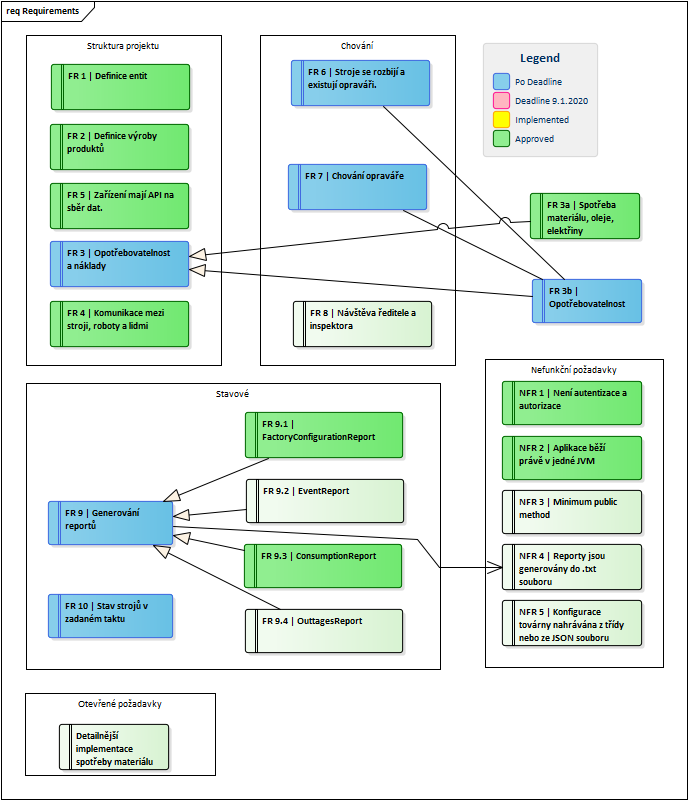 req Requirements
Struktura projektu
FR 1 | Definice entit
FR 2 | Definice výroby
produktů
FR 5 | Zařízení mají API na
sběr dat.
FR 3 | Opotřebovatelnost
a náklady
FR 4 | Komunikace mezi
stroji, roboty a lidmi
Chování
FR 6 | Stroje se rozbíjí a
existují opraváři.
FR 7 | Chování opraváře
FR 8 | Návštěva ředitele a
inspektora
Legend
Po Deadline
Deadline 9.1.2020
Implemented
Approved
FR 3a | Spotřeba
materiálu, oleje,
elektřiny
FR 3b |
Opotřebovatelnost
Stavové
FR 9.1 |
FactoryConfigurationReport
FR 9.2 | EventReport
FR 9 | Generování
reportů
FR 9.3 | ConsumptionReport
FR 10 | Stav strojů v
zadaném taktu
FR 9.4 | OuttagesReport
Nefunkční požadavky
NFR 1 | Není autentizace a
autorizace
NFR 2 | Aplikace běží
právě v jedné JVM
NFR 3 | Minimum public
method
NFR 4 | Reporty jsou
generovány do .txt
souboru
NFR 5 | Konfigurace
továrny nahrávána z třídy
nebo ze JSON souboru
Otevřené požadavky
Detailnější
implementace
spotřeby materiálu